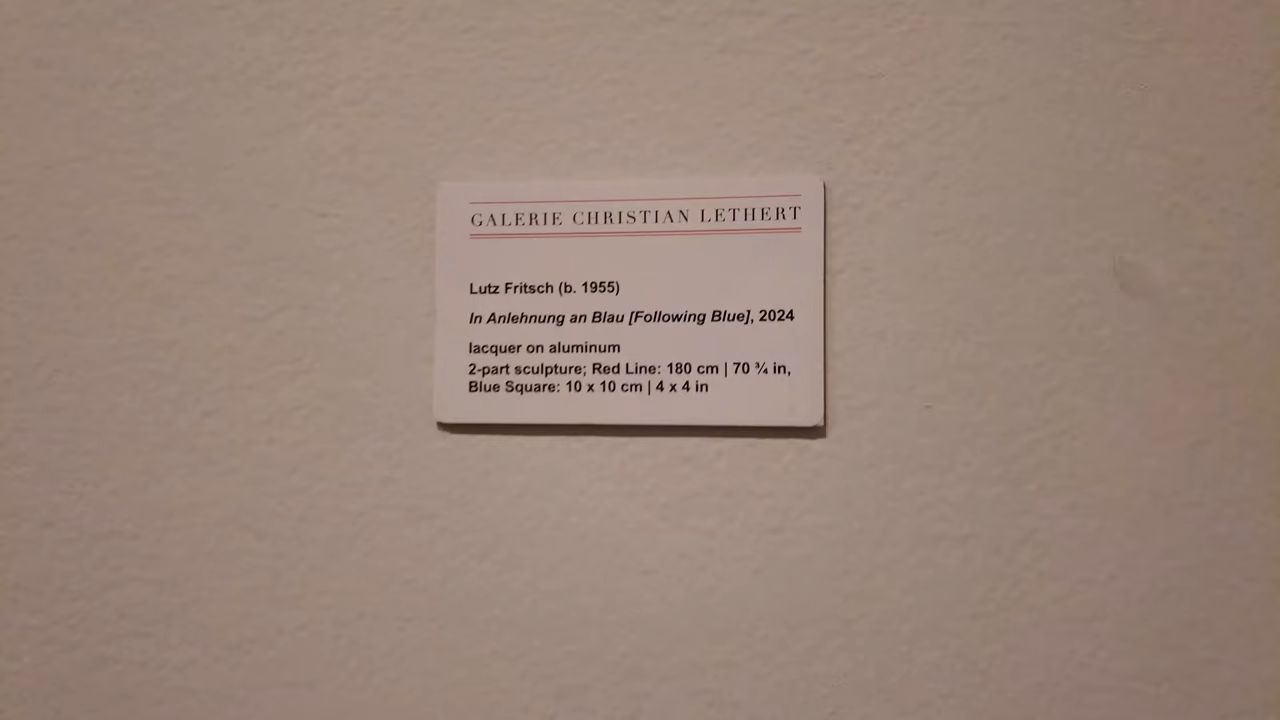 GALERIE CHRISTIAN LETHERT
Lutz Fritsch (b. 1955)
In Anlehnung an Blau [Following Blue], 2024
lacquer on aluminum
2-part sculpture; Red Line: 180 cm | 70 ¾ in,
Blue Square: 10 x 10 cm | 4 x 4 in